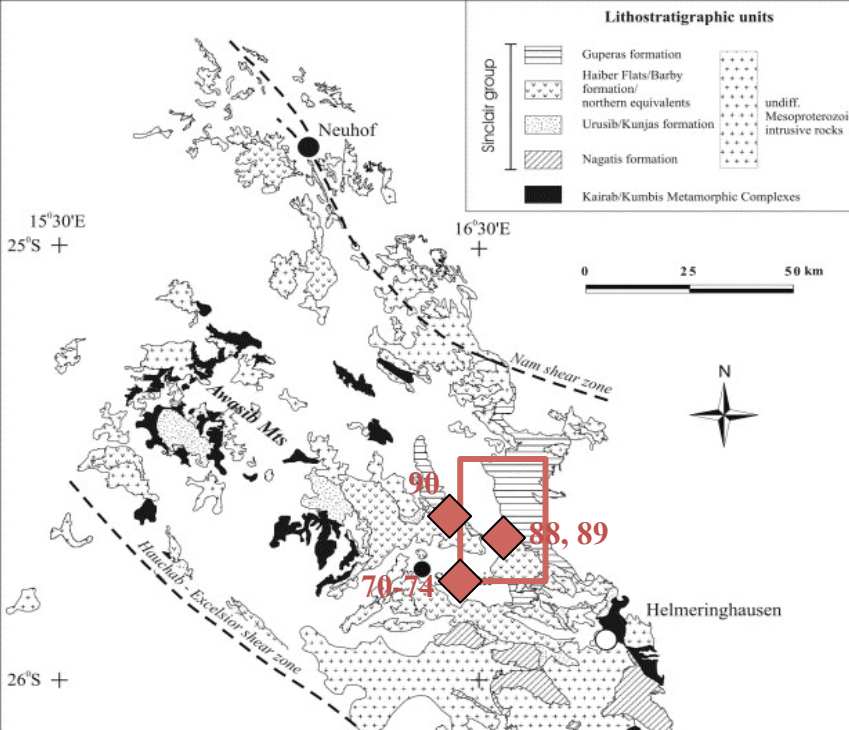 Lithostratigraphic units
Sinclair group
Guperas formation
Haiber Flats/Barby
formation/
northern equivalents
Urusib/Kunjas formation
Nagatis formation
Kairab/Kumbis Metamorphic Complexes
undiff.
Mesoproterozoi
intrusive rocks
Neuhof
15°30'E
25°S
16°30'E
0 25 50 km
N
Nam shear zone
Awasib Mts
90
88, 89
70-74
Hauchab - Excelsior shear zone
Helmeringhausen
26°S